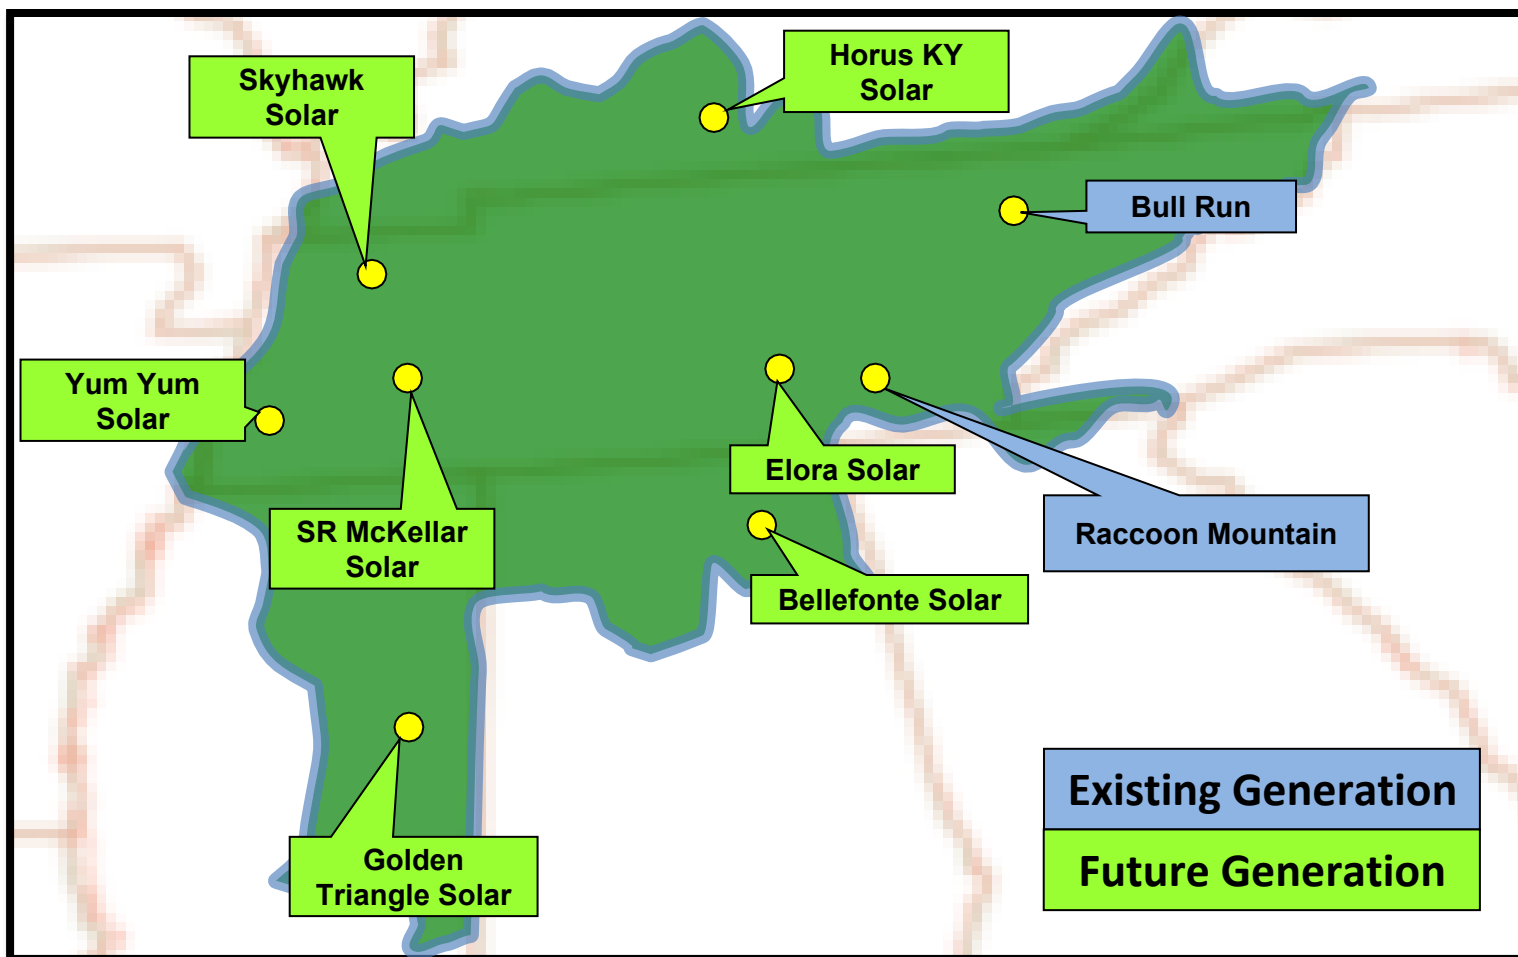 Horus KY
Solar
Skyhawk
Solar
Bull Run
Yum Yum
Solar
Elora Solar
SR McKellar
Solar
Raccoon Mountain
Bellefonte Solar
Existing Generation
Future Generation
Golden
Triangle Solar